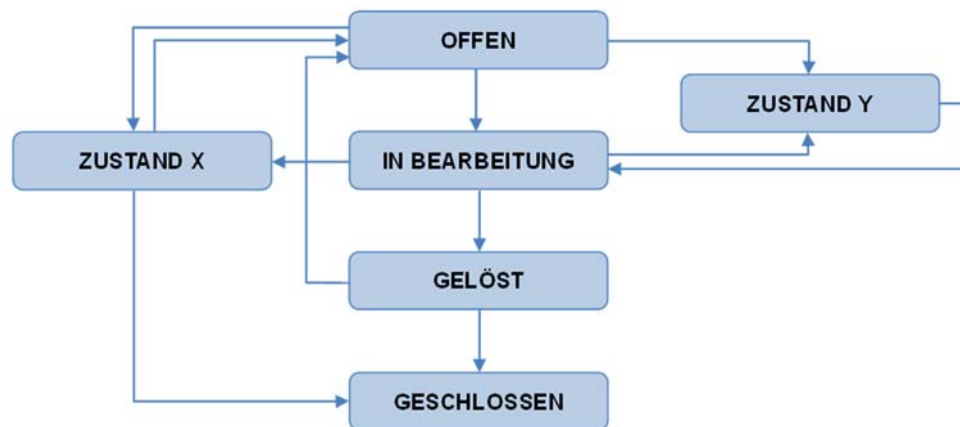 OFFEN
ZUSTAND Y
ZUSTAND X
IN BEARBEITUNG
GELÖST
GESCHLOSSEN